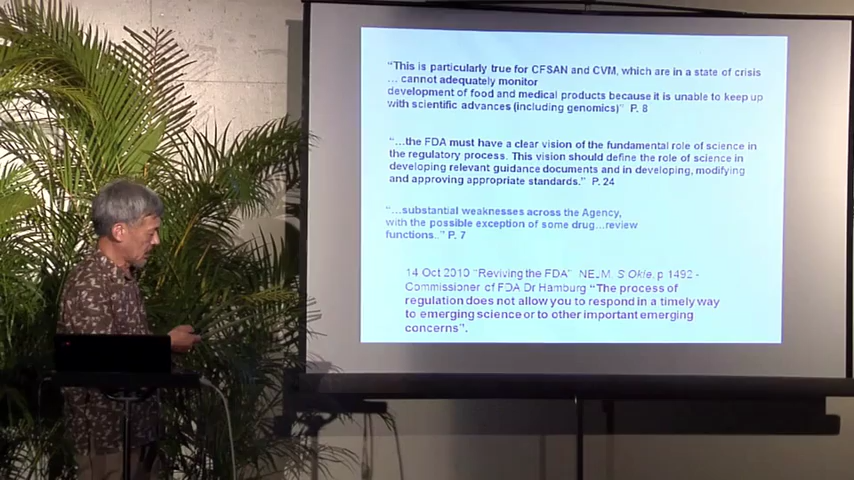 “This is particularly true for CFSAN and CVM, which are in a state of crisis
… cannot adequately monitor
development of food and medical products because it is unable to keep up
with scientific advances (including genomics)” P. 8
“…the FDA must have a clear vision of the fundamental role of science in
the regulatory process. This vision should define the role of science in
developing relevant guidance documents and in developing, modifying
and approving appropriate standards.” P. 24
“…substantial weaknesses across the Agency,
with the possible exception of some drug…review
functions..” P. 7
14 Oct 2010 “Reviving the FDA” NEJM. S Okie, p 1492 -
Commissioner of FDA Dr Hamburg “The process of
regulation does not allow you to respond in a timely way
to emerging science or to other important emerging
concerns”.